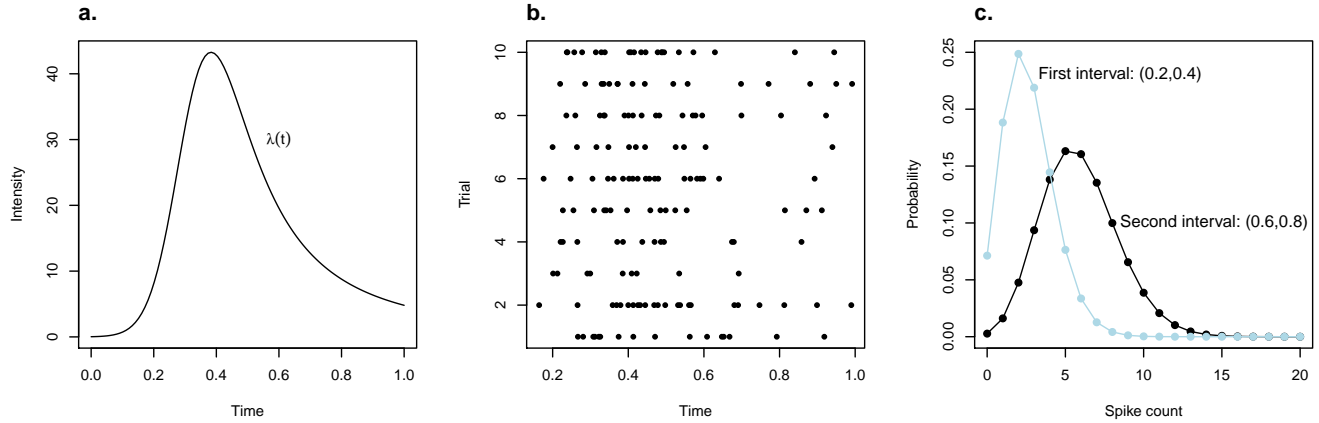 a.
Intensity
40
30
20
10
0
λ(t)
0.0 0.2 0.4 0.6 0.8 1.0
Time
b.
Trial
10
8
6
4
2
0.2 0.4 0.6 0.8 1.0
Time
c.
Probability
0.25
0.20
0.15
0.10
0.05
0.00
First interval: (0.2,0.4)
Second interval: (0.6,0.8)
0 5 10 15 20
Spike count